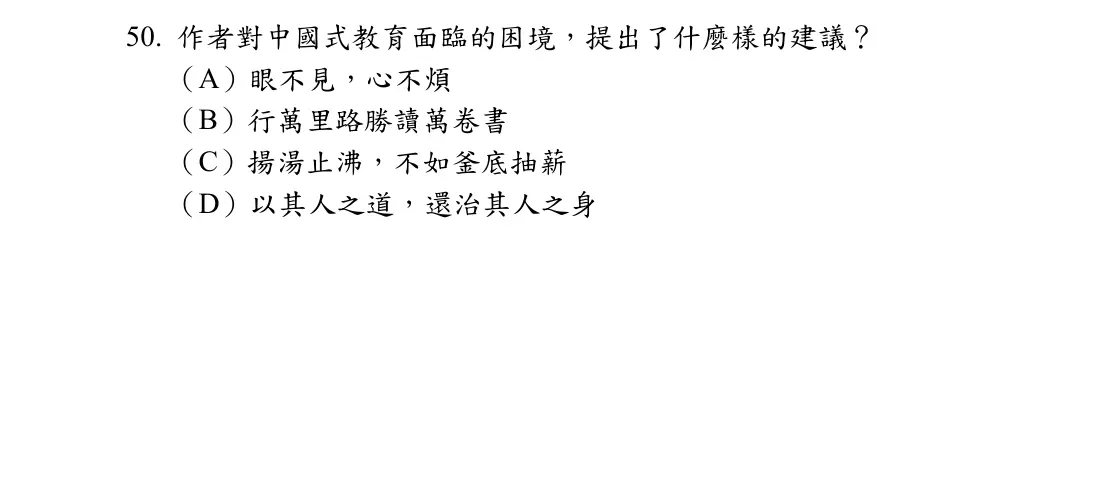 50. 作者對中國式教育面臨的困境，提出了什麼樣的建議？
（A）眼不見，心不煩
（B）行萬里路勝讀萬卷書
（C）揚湯止沸，不如釜底抽薪
（D）以其人之道，還治其人之身